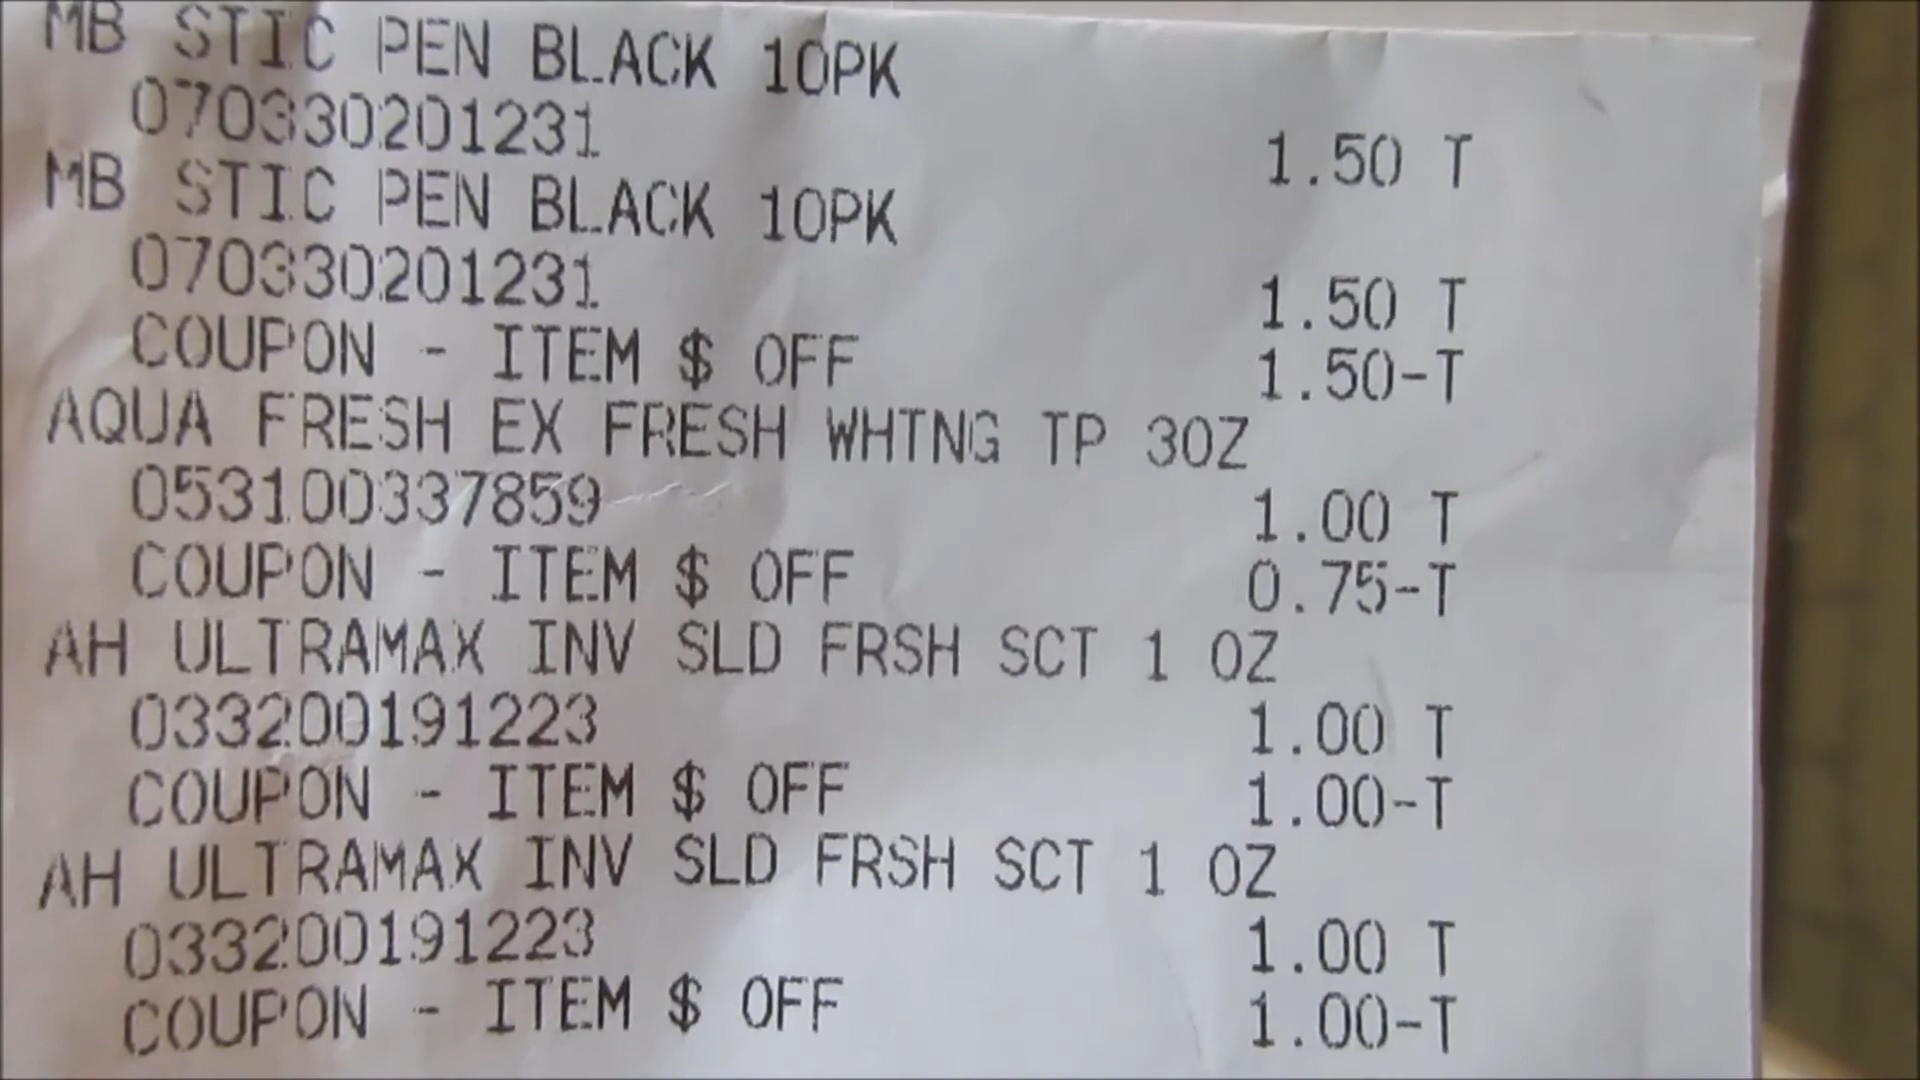 MB STIC PEN BLACK 10PK
070330201231 1.50 T
MB STIC PEN BLACK 10PK
070330201231 1.50 T
COUPON - ITEM $ OFF 1.50-T
AQUA FRESH EX FRESH WHTNG TP 3OZ
053100337859 1.00 T
COUPON - ITEM $ OFF 0.75-T
AH ULTRAMAX INV SLD FRSH SCT 1 OZ
033200191223 1.00 T
COUPON - ITEM $ OFF 1.00-T
AH ULTRAMAX INV SLD FRSH SCT 1 OZ
033200191223 1.00 T
COUPON - ITEM $ OFF 1.00-T